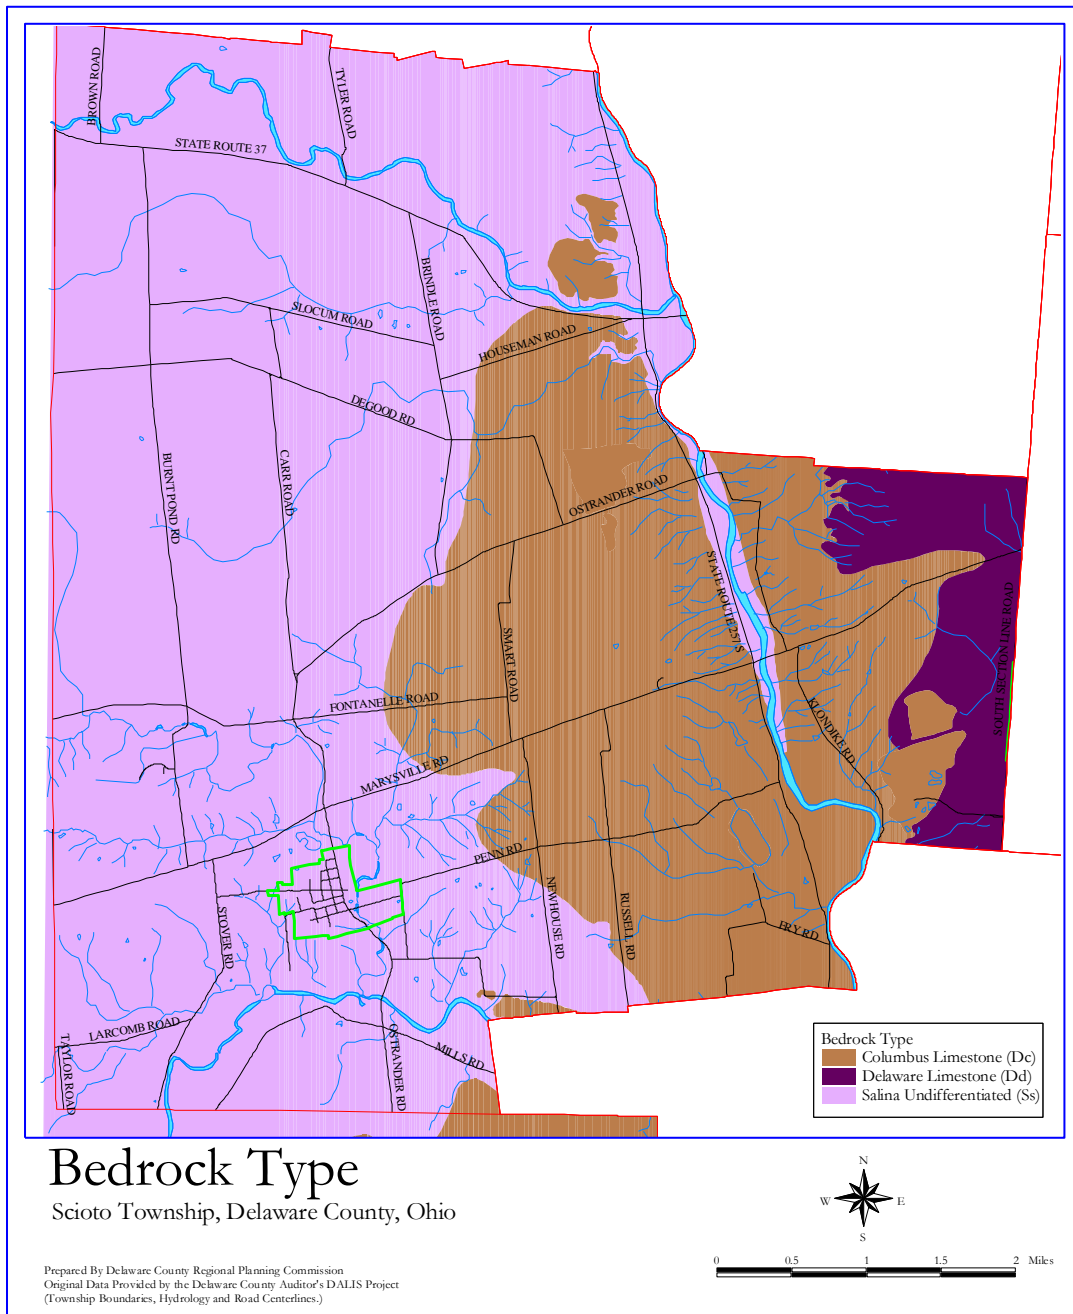 BROWN ROAD
TYLER ROAD
STATE ROUTE 37
BRINDLE ROAD
SLOCUM ROAD
HOUSEMAN ROAD
DEGOOD RD
BURNT POND RD
CARR ROAD
OSTRANDER ROAD
STATE ROUTE 257 S
SMART ROAD
SOUTH SECTION LINE ROAD
FONTANELLE ROAD
KLONDIKE RD
MARYSVILLE RD
PENN RD
STOVER RD
NEWHOUSE RD
RUSSELL RD
FRY RD
LARCOMB ROAD
TAYLOR ROAD
OSTRANDER RD
MILLS RD
Bedrock Type
Columbus Limestone (Dc)
Delaware Limestone (Dd)
Salina Undifferentiated (Ss)
Bedrock Type
Scioto Township, Delaware County, Ohio
N
W E
S
0 0.5 1 1.5 2 Miles
Prepared By Delaware County Regional Planning Commission
Original Data Provided by the Delaware County Auditor's DALIS Project
(Township Boundaries, Hydrology and Road Centerlines.)